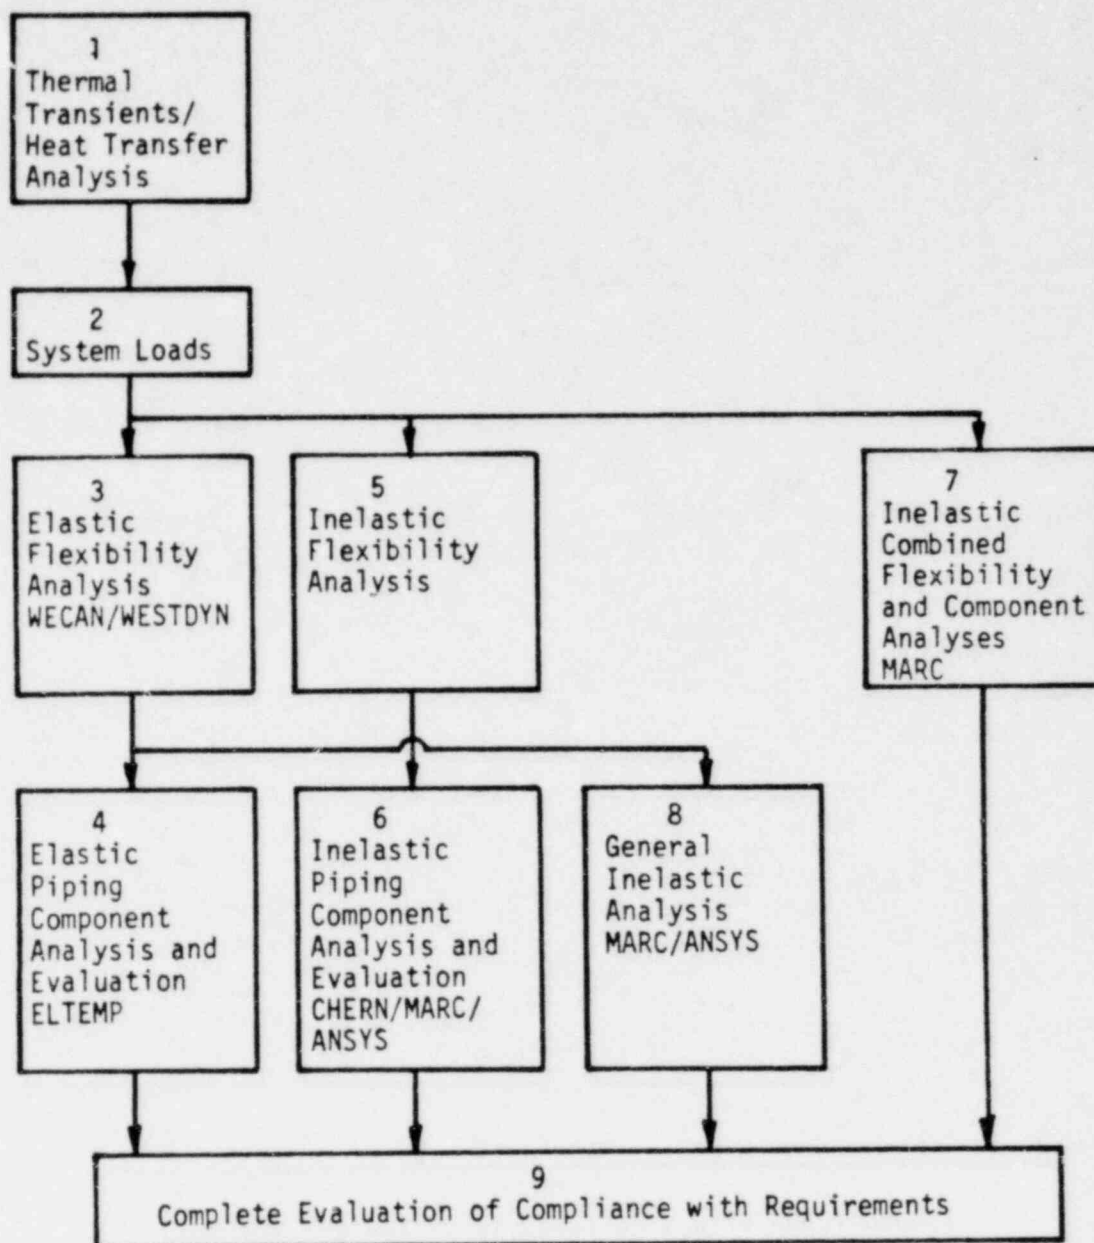 1
Thermal
Transients/
Heat Transfer
Analysis
2
System Loads
3
Elastic
Flexibility
Analysis
WECAN/WESTDYN
5
Inelastic
Flexibility
Analysis
7
Inelastic
Combined
Flexibility
and Component
Analyses
MARC
4
Elastic
Piping
Component
Analysis and
Evaluation
ELTEMP
6
Inelastic
Piping
Component
Analysis and
Evaluation
CHERN/MARC/
ANSYS
8
General
Inelastic
Analysis
MARC/ANSYS
9
Complete Evaluation of Compliance with Requirements